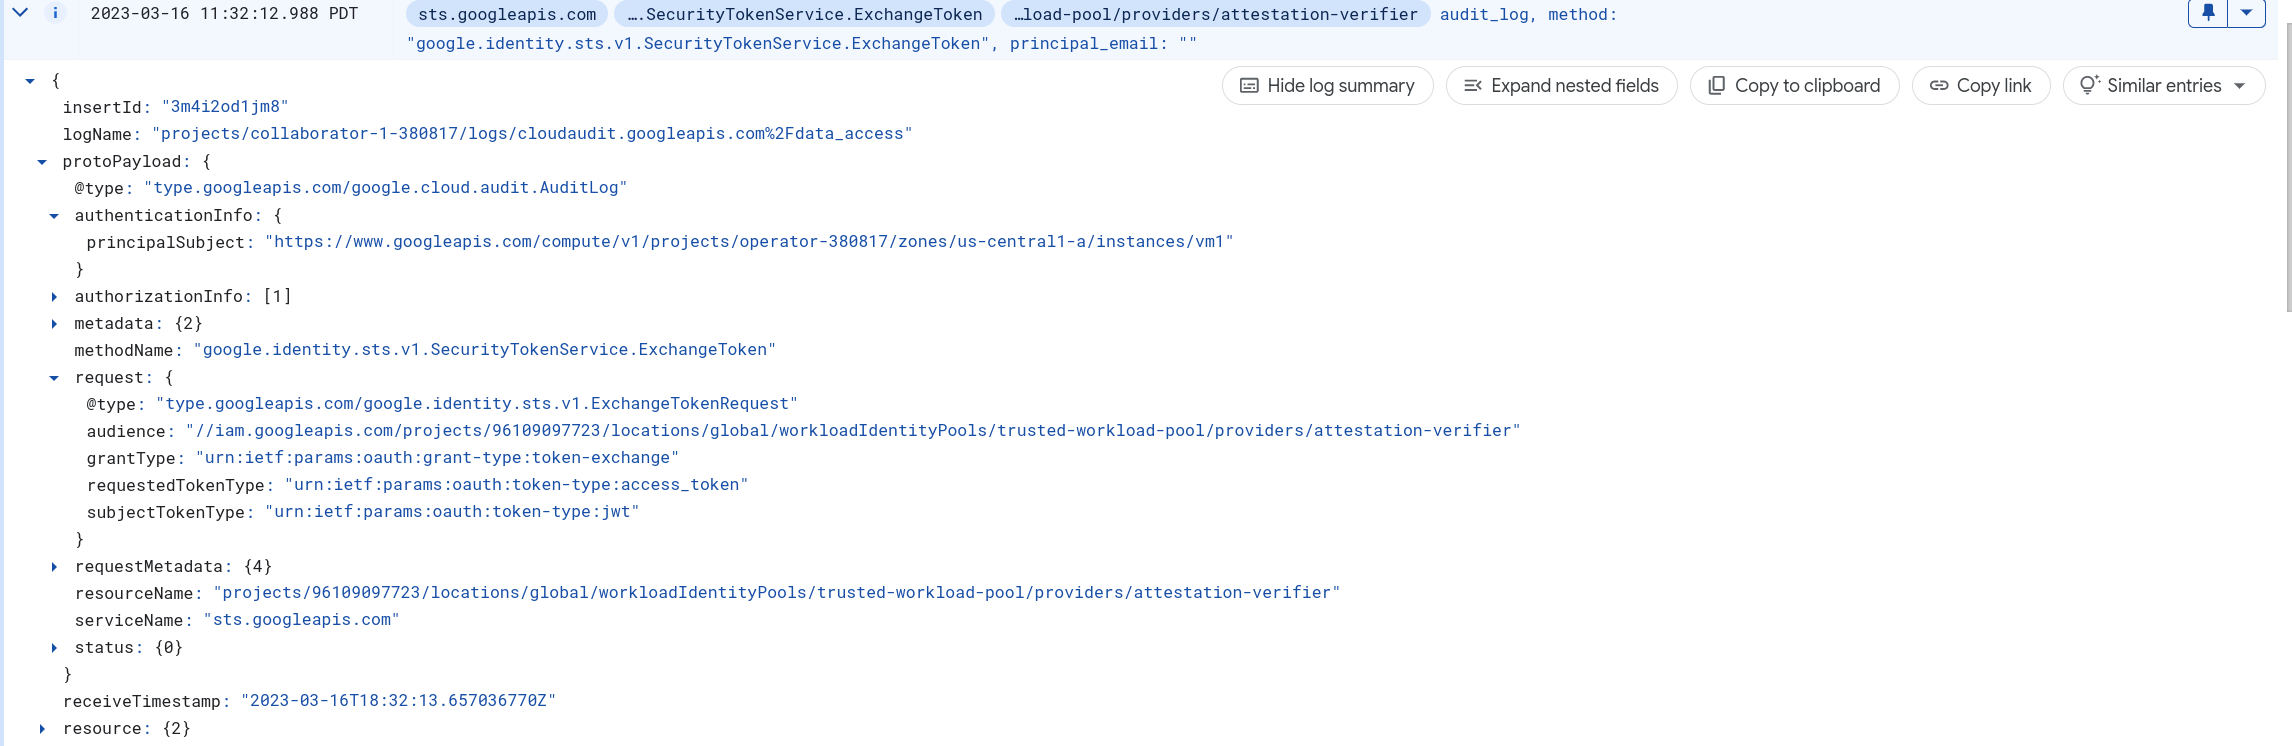 2023-03-16 11:32:12.988 PDT sts.googleapis.com ….SecurityTokenService.ExchangeToken …load-pool/providers/attestation-verifier audit_log, method:
"google.identity.sts.v1.SecurityTokenService.ExchangeToken", principal_email: ""
{
Hide log summary Expand nested fields Copy to clipboard Copy link Similar entries
insertId: "3m4i2od1jm8"
logName: "projects/collaborator-1-380817/logs/cloudaudit.googleapis.com%2Fdata_access"
protoPayload: {
@type: "type.googleapis.com/google.cloud.audit.AuditLog"
authenticationInfo: {
principalSubject: "https://www.googleapis.com/compute/v1/projects/operator-380817/zones/us-central1-a/instances/vm1"
}
authorizationInfo: [1]
metadata: {2}
methodName: "google.identity.sts.v1.SecurityTokenService.ExchangeToken"
request: {
@type: "type.googleapis.com/google.identity.sts.v1.ExchangeTokenRequest"
audience: "//iam.googleapis.com/projects/96109097723/locations/global/workloadIdentityPools/trusted-workload-pool/providers/attestation-verifier"
grantType: "urn:ietf:params:oauth:grant-type:token-exchange"
requestedTokenType: "urn:ietf:params:oauth:token-type:access_token"
subjectTokenType: "urn:ietf:params:oauth:token-type:jwt"
}
requestMetadata: {4}
resourceName: "projects/96109097723/locations/global/workloadIdentityPools/trusted-workload-pool/providers/attestation-verifier"
serviceName: "sts.googleapis.com"
status: {0}
}
receiveTimestamp: "2023-03-16T18:32:13.657036770Z"
resource: {2}